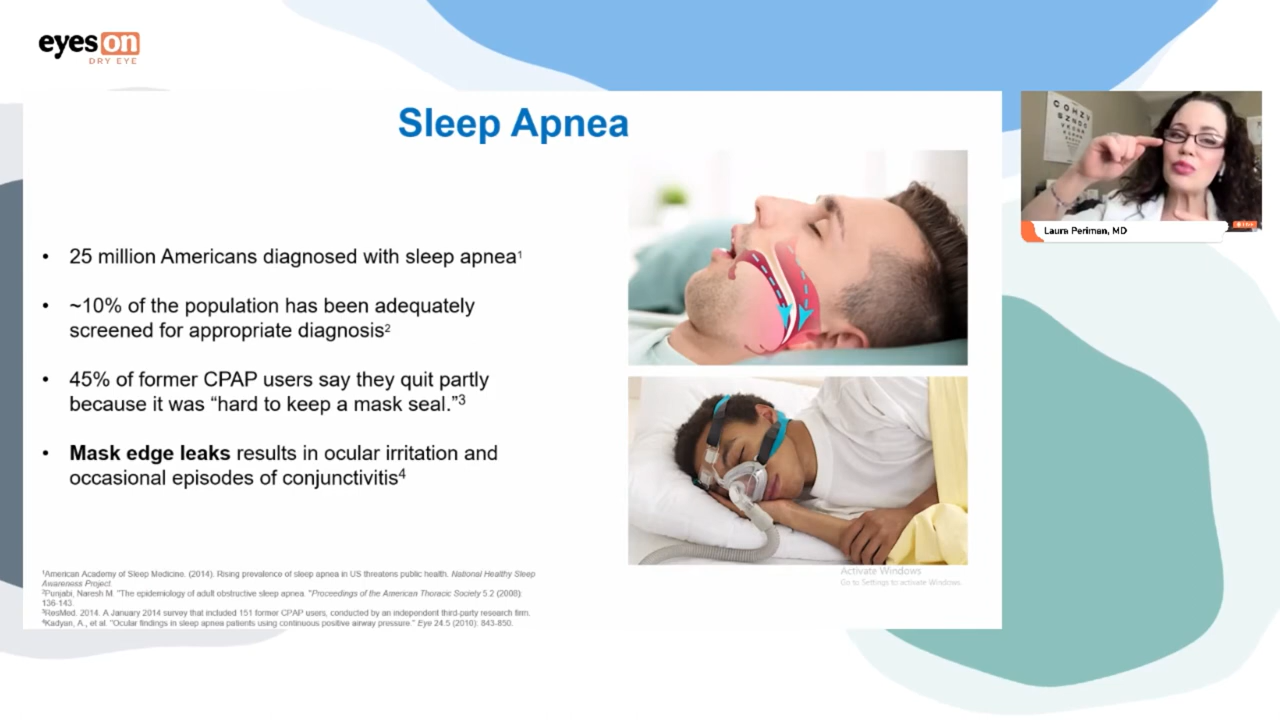 eyes on
DRY EYE
Sleep Apnea
• 25 million Americans diagnosed with sleep apnea¹
• ~10% of the population has been adequately
screened for appropriate diagnosis²
• 45% of former CPAP users say they quit partly
because it was “hard to keep a mask seal.”³
• Mask edge leaks results in ocular irritation and
occasional episodes of conjunctivitis⁴
¹American Academy of Sleep Medicine. (2014). Rising prevalence of sleep apnea in US threatens public health. National Healthy Sleep
Awareness Project.
²Punjabi, Naresh M. "The epidemiology of adult obstructive sleep apnea. "Proceedings of the American Thoracic Society 5.2 (2008):
136-143.
³ResMed. 2014. A January 2014 survey that included 151 former CPAP users, conducted by an independent third-party research firm.
⁴Kadyan, A., et al. "Ocular findings in sleep apnea patients using continuous positive airway pressure." Eye 24.5 (2010): 843-850.
Activate Windows
Go to Settings to activate Windows.
Laura Periman, MD